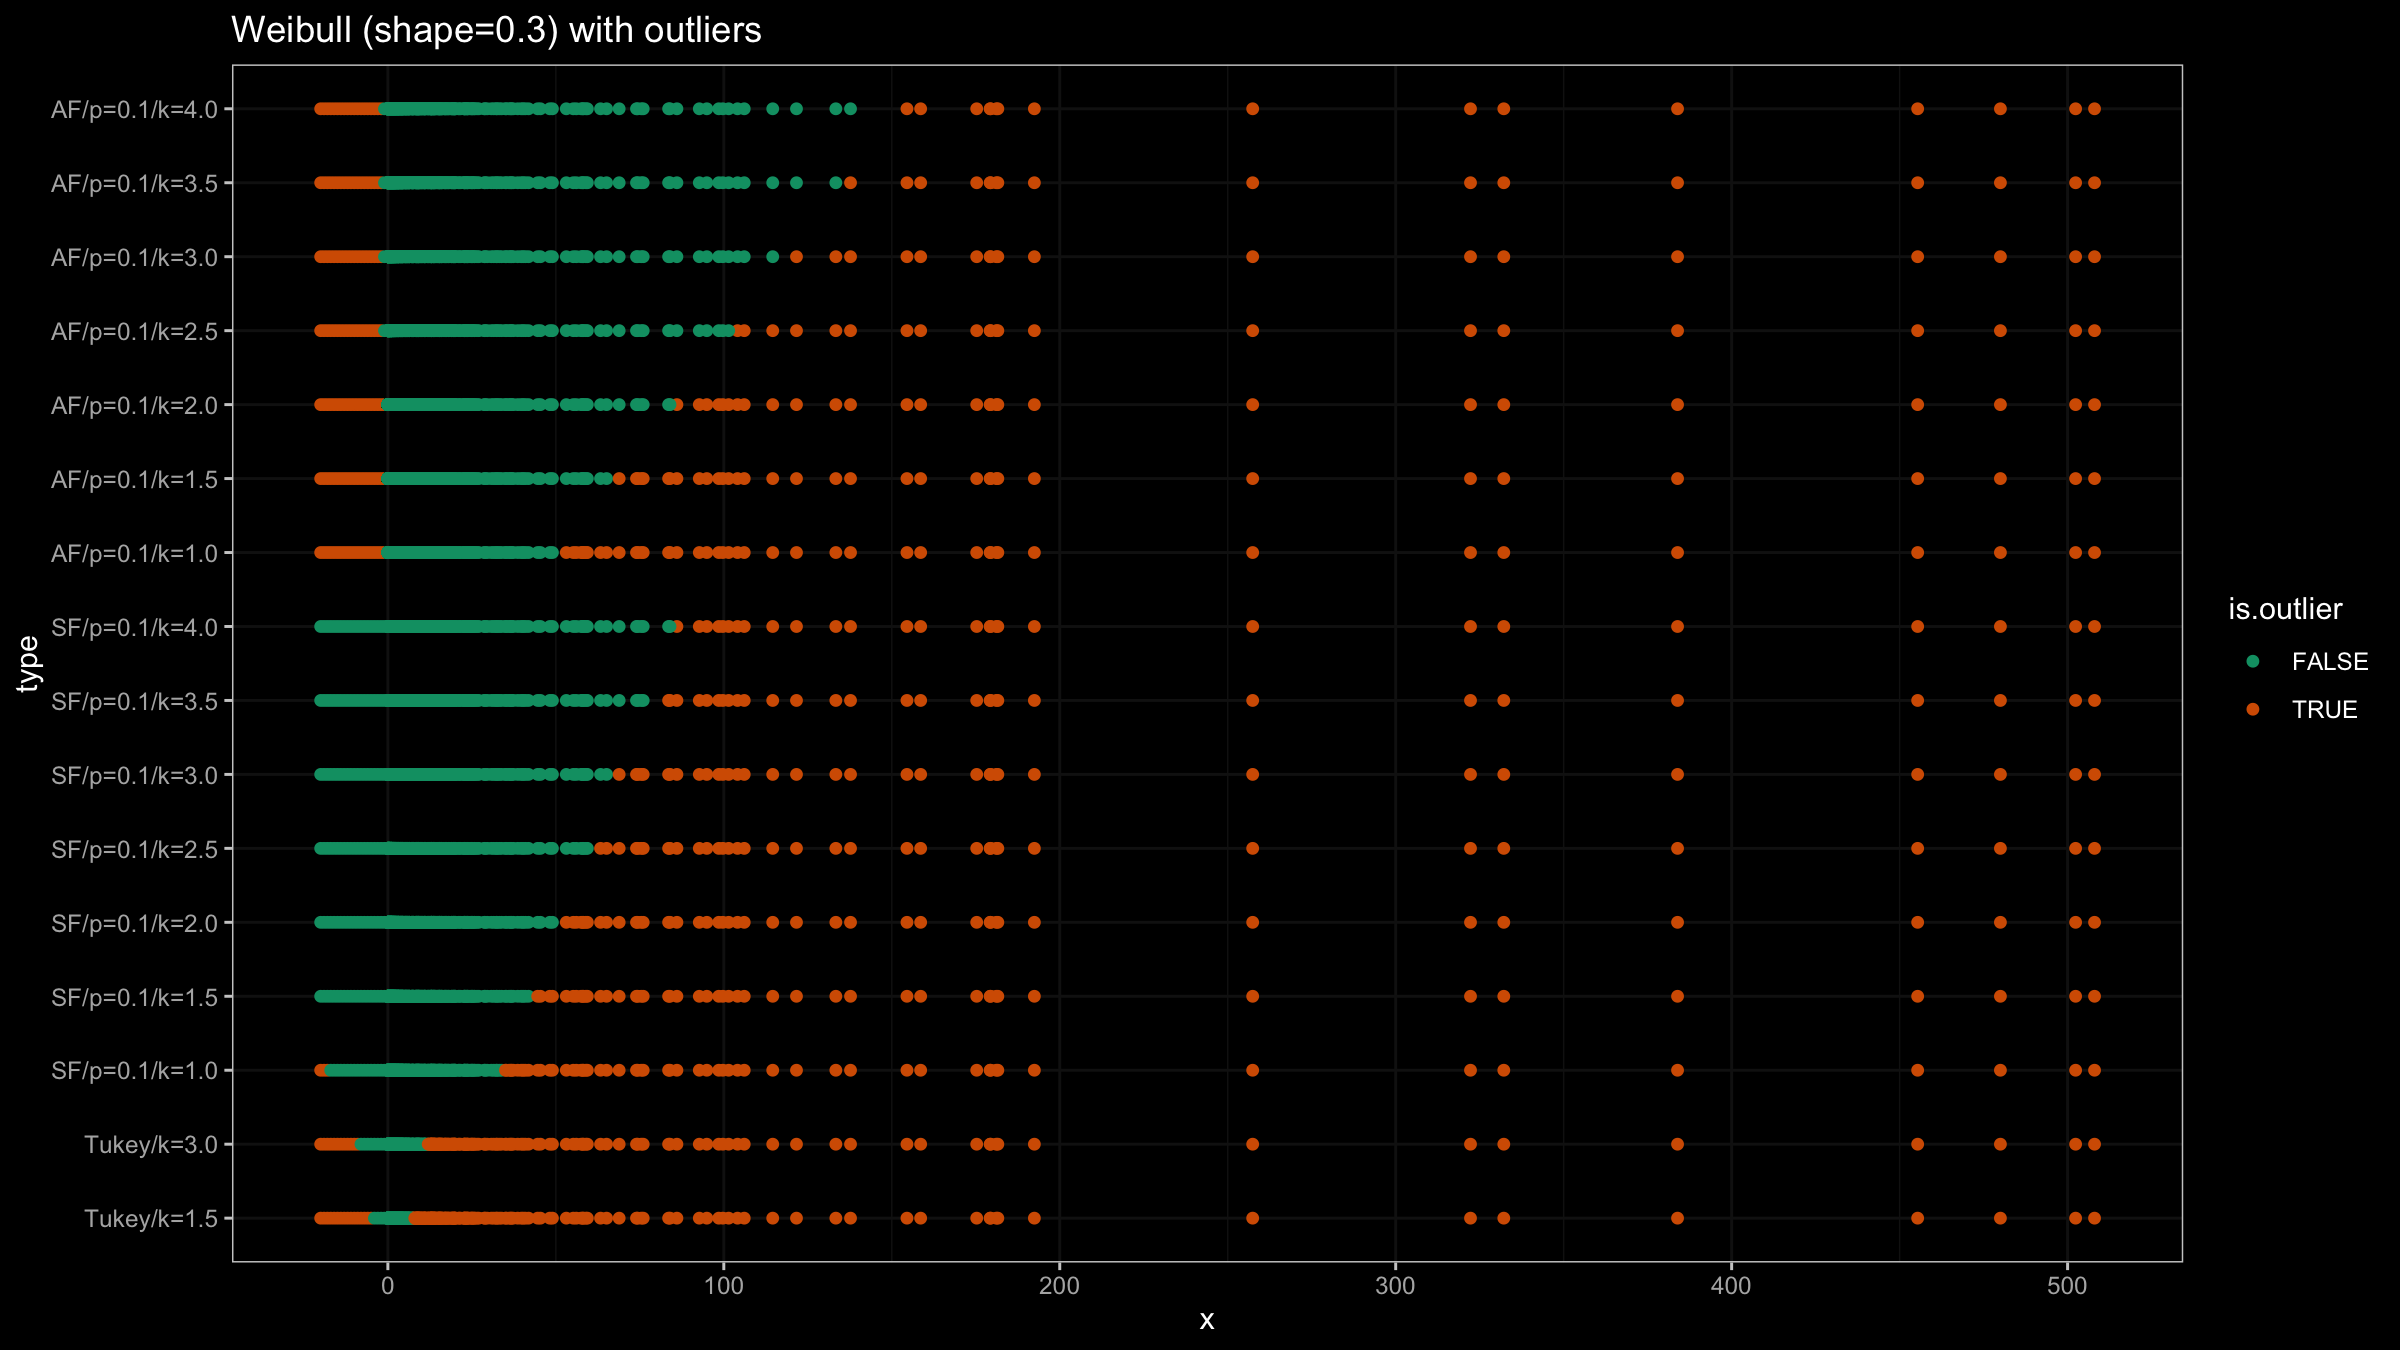 Weibull (shape=0.3) with outliers
AF/p=0.1/k=4.0
AF/p=0.1/k=3.5
AF/p=0.1/k=3.0
AF/p=0.1/k=2.5
AF/p=0.1/k=2.0
AF/p=0.1/k=1.5
AF/p=0.1/k=1.0
SF/p=0.1/k=4.0
SF/p=0.1/k=3.5
SF/p=0.1/k=3.0
SF/p=0.1/k=2.5
SF/p=0.1/k=2.0
SF/p=0.1/k=1.5
SF/p=0.1/k=1.0
Tukey/k=3.0
Tukey/k=1.5
type
0 100 200 300 400 500
x
is.outlier
FALSE
TRUE